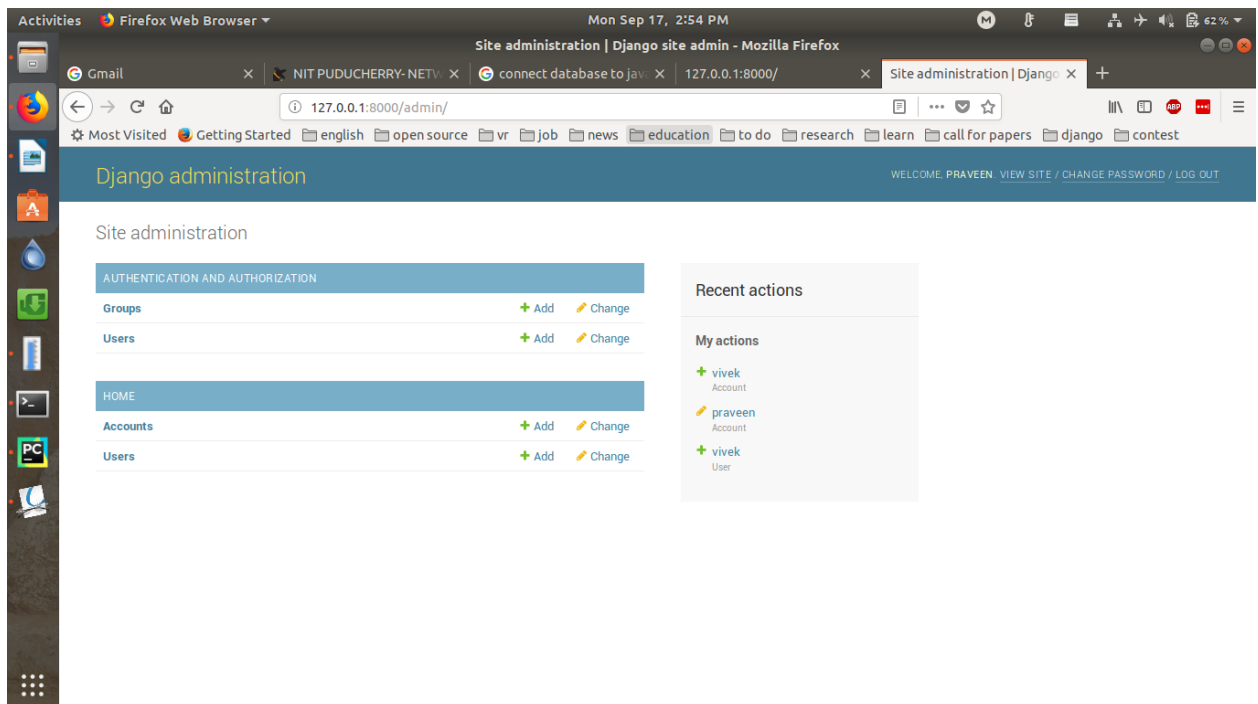 Activities Firefox Web Browser Mon Sep 17, 2:54 PM M 62 %
Site administration | Django site admin - Mozilla Firefox
Gmail NIT PUDUCHERRY- NETW connect database to java 127.0.0.1:8000/ Site administration | Django
127.0.0.1:8000/admin/ ABP
Most Visited Getting Started english open source vr job news education to do research learn call for papers django contest
Django administration WELCOME, PRAVEEN. VIEW SITE / CHANGE PASSWORD / LOG OUT
Site administration
AUTHENTICATION AND AUTHORIZATION
Groups + Add Change
Users + Add Change
HOME
Accounts + Add Change
Users + Add Change
Recent actions
My actions
+ vivek
Account
praveen
Account
+ vivek
User
PC